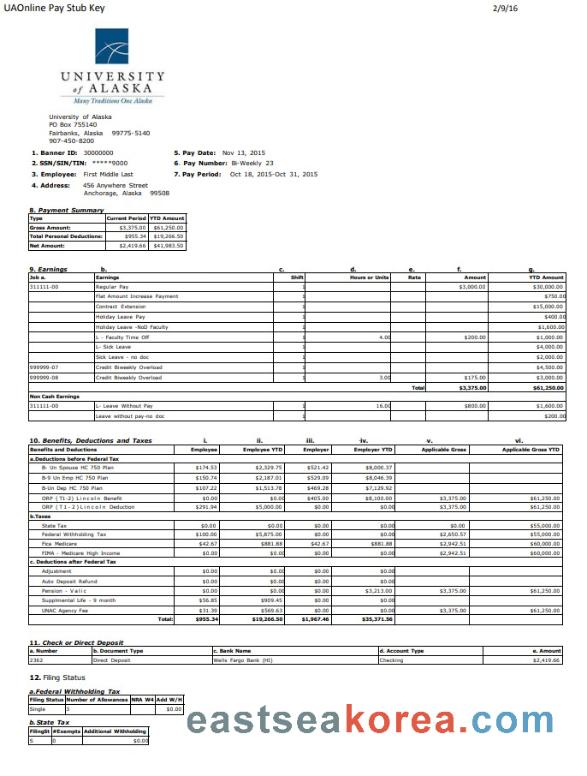 UAOnline Pay Stub Key 2/9/16
UNIVERSITY
of ALASKA
Many Traditions One Alaska
University of Alaska
PO Box 755140
Fairbanks, Alaska 99775-5140
907-450-8200
1. Banner ID: 30000000 5. Pay Date: Nov 13, 2015
2. SSN/SIN/TIN: *****9000 6. Pay Number: Bi-Weekly 23
3. Employee: First Middle Last 7. Pay Period: Oct 18, 2015-Oct 31, 2015
4. Address: 456 Anywhere Street
Anchorage, Alaska 99508
8. Payment Summary
Type Current Period YTD Amount
Gross Amount: $3,375.00 $61,250.00
Total Personal Deductions: $955.34 $19,266.50
Net Amount: $2,419.66 $41,983.50
9. Earnings b. c. d. e. f. g.
Job a. Earnings Shift Hours or Units Rate Amount YTD Amount
311111-00 Regular Pay 1 $3,000.00 $30,000.00
Flat Amount Increase Payment 1 $750.00
Contract Extension 1 $15,000.00
Holiday Leave Pay 1 $400.00
Holiday Leave -NoD Faculty 1 $1,600.00
L - Faculty Time Off 1 4.00 $200.00 $1,000.00
L- Sick Leave 1 $4,000.00
Sick Leave - no doc 1 $2,000.00
999999-07 Credit Biweekly Overload 1 $4,500.00
999999-08 Credit Biweekly Overload 1 3.00 $175.00 $3,000.00
Total $3,375.00 $61,250.00
Non Cash Earnings
311111-00 L- Leave Without Pay 1 16.00 $800.00 $1,600.00
Leave without pay-no doc 1 $200.00
10. Benefits, Deductions and Taxes i. ii. iii. iv. v. vi.
Benefits and Deductions Employee Employee YTD Employer Employer YTD Applicable Gross Applicable Gross YTD
a.Deductions before Federal Tax
B- Un Spouse HC 750 Plan $174.53 $2,329.75 $521.42 $8,006.37
B-9 Un Emp HC 750 Plan $150.74 $2,187.01 $529.09 $8,046.39
B-Un Dep HC 750 Plan $107.22 $1,513.78 $469.28 $7,129.92
ORP (T1-2) Lincoln Benefit $0.00 $0.00 $405.00 $8,100.00 $3,375.00 $61,250.00
ORP (T1-2) Lincoln Deduction $291.94 $5,000.00 $0.00 $0.00 $3,375.00 $61,250.00
b.Taxes
State Tax $0.00 $0.00 $0.00 $0.00 $0.00 $55,000.00
Federal Withholding Tax $100.00 $5,875.00 $0.00 $0.00 $2,650.57 $55,000.00
Fica Medicare $42.67 $881.88 $42.67 $881.88 $2,942.51 $60,000.00
FIMA - Medicare High Income $0.00 $0.00 $0.00 $0.00 $2,942.51 $60,000.00
c. Deductions after Federal Tax
Adjustment $0.00 $0.00 $0.00 $0.00
Auto Deposit Refund $0.00 $0.00 $0.00 $0.00
Pension - Valic $0.00 $0.00 $0.00 $3,213.00 $3,375.00 $61,250.00
Supplmental Life - 9 month $56.85 $909.45 $0.00 $0.00
UNAC Agency Fee $31.39 $569.63 $0.00 $0.00 $3,375.00 $61,250.00
Total: $955.34 $19,266.50 $1,967.46 $35,371.56
11. Check or Direct Deposit
a. Number b. Document Type c. Bank Name d. Account Type e. Amount
2362 Direct Deposit Wells Fargo Bank (HI) Checking $2,419.66
12. Filing Status
a.Federal Withholding Tax
Filing Status Number of Allowances NRA W4 Add W/H
Single 3 $0.00
b.State Tax
FilingSt #Exempts Additional Withholding
S 0 $0.00
eastseakorea.com